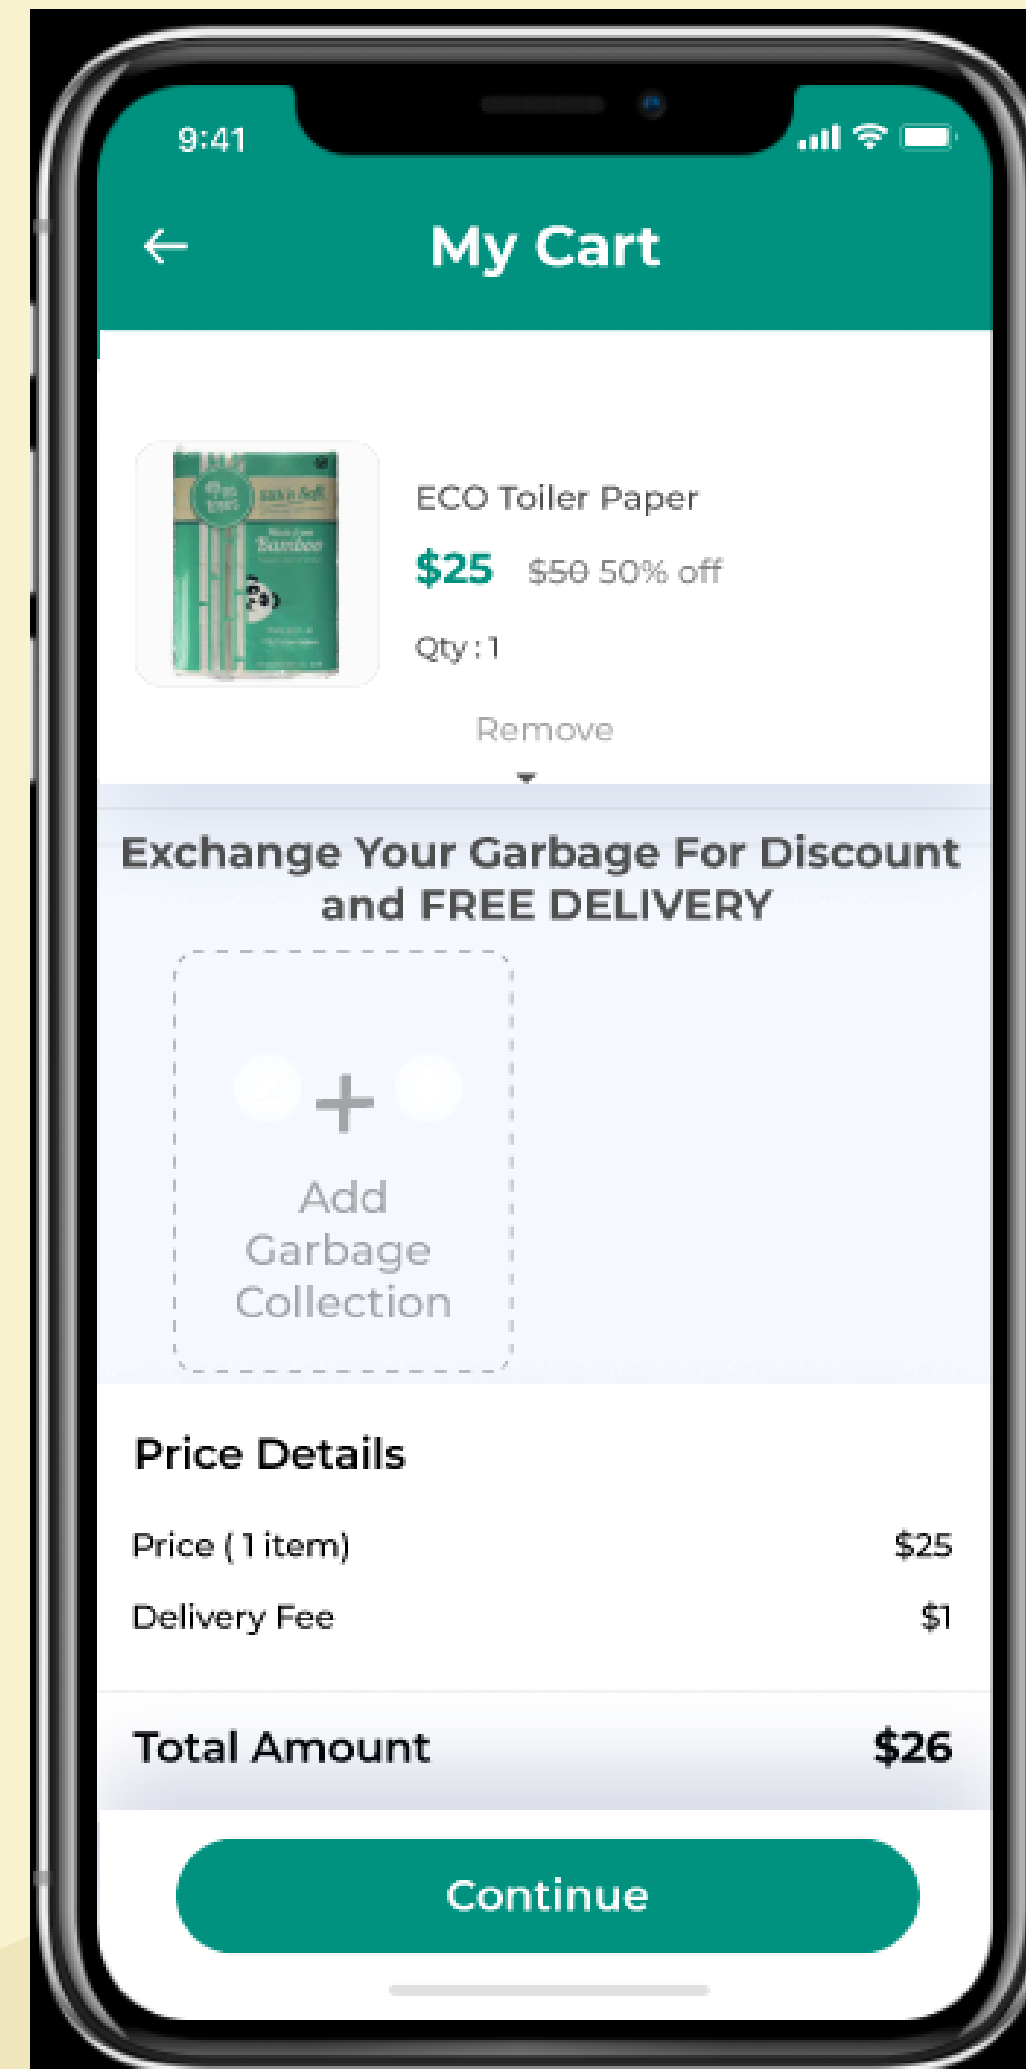 9:41
My Cart
Bamboo
ECO Toiler Paper
$25 $50 50% off
Qty : 1
Remove
Exchange Your Garbage For Discount
and FREE DELIVERY
Add
Garbage
Collection
Price Details
Price ( 1 item) $25
Delivery Fee $1
Total Amount $26
Continue